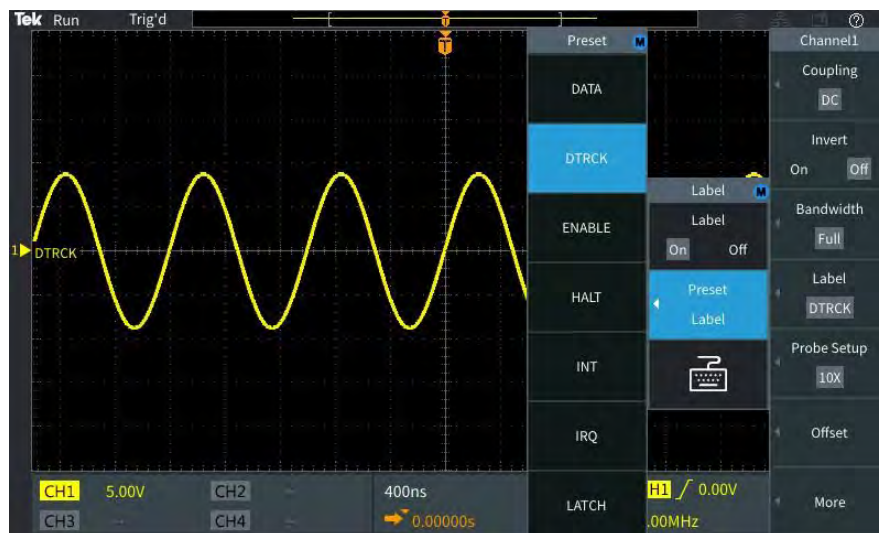 Tek Run Trig'd
T
T
?
Preset M
DATA
DTRCK
ENABLE
HALT
INT
IRQ
LATCH
Label M
Label
On Off
Preset
Label
Channel1
Coupling
DC
Invert
On Off
Bandwidth
Full
Label
DTRCK
Probe Setup
10X
Offset
More
1 DTRCK
CH1 5.00V CH2 --
CH3 -- CH4 --
400ns
0.00000s
H1 0.00V
.00MHz